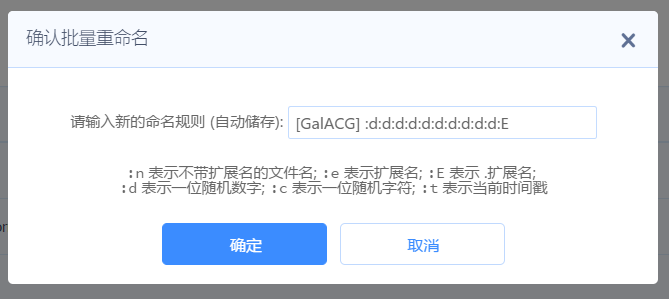 确认批量重命名
请输入新的命名规则 (自动储存): [GalACG] :d:d:d:d:d:d:d:d:d:d:E
:n 表示不带扩展名的文件名; :e 表示扩展名; :E 表示 .扩展名;
:d 表示一位随机数字; :c 表示一位随机字符; :t 表示当前时间戳
确定 取消